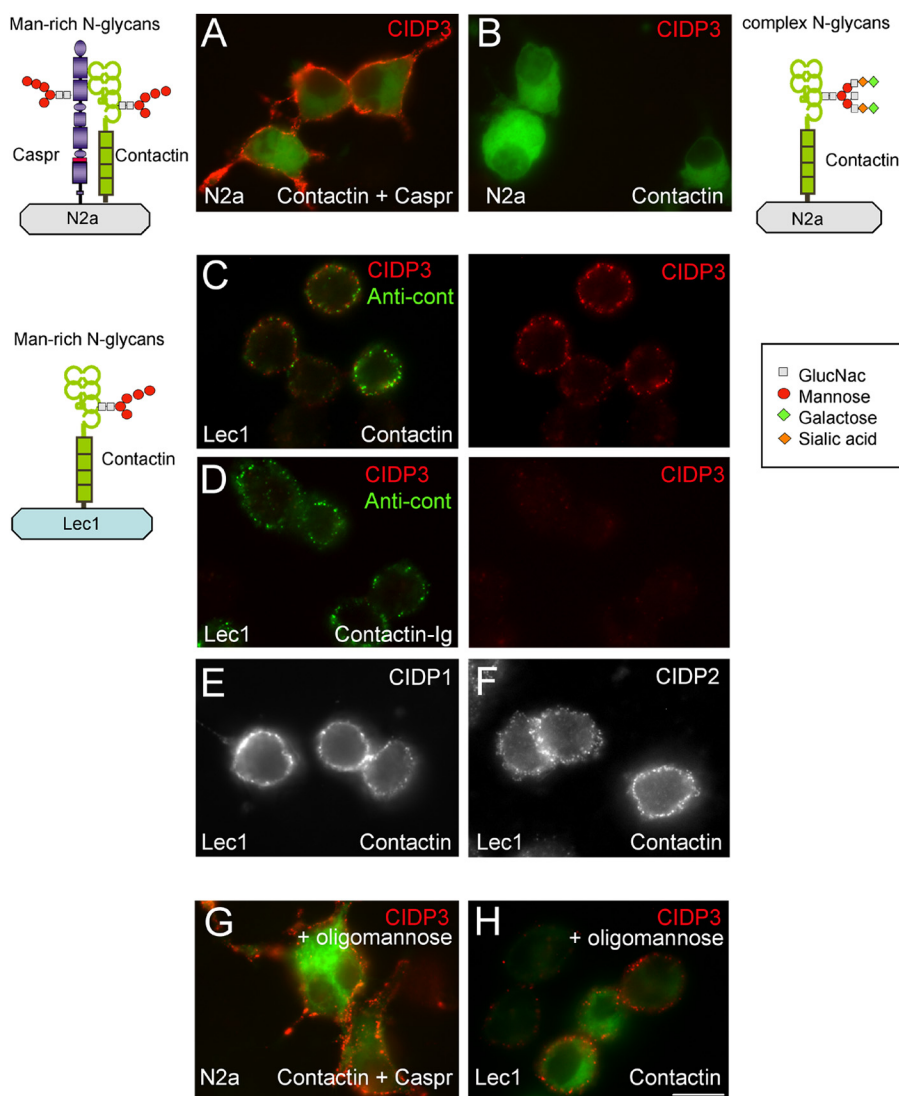 Man-rich N-glycans
Caspr
Contactin
N2a
A
CIDP3
N2a
Contactin + Caspr
B
CIDP3
N2a
Contactin
complex N-glycans
Contactin
N2a
C
CIDP3
Anti-cont
Lec1
Contactin
CIDP3
Man-rich N-glycans
Contactin
Lec1
GlucNac
Mannose
Galactose
Sialic acid
D
CIDP3
Anti-cont
Lec1
Contactin-Ig
CIDP3
E
CIDP1
Lec1
Contactin
F
CIDP2
Lec1
Contactin
G
CIDP3
+ oligomannose
N2a
Contactin + Caspr
H
CIDP3
+ oligomannose
Lec1
Contactin